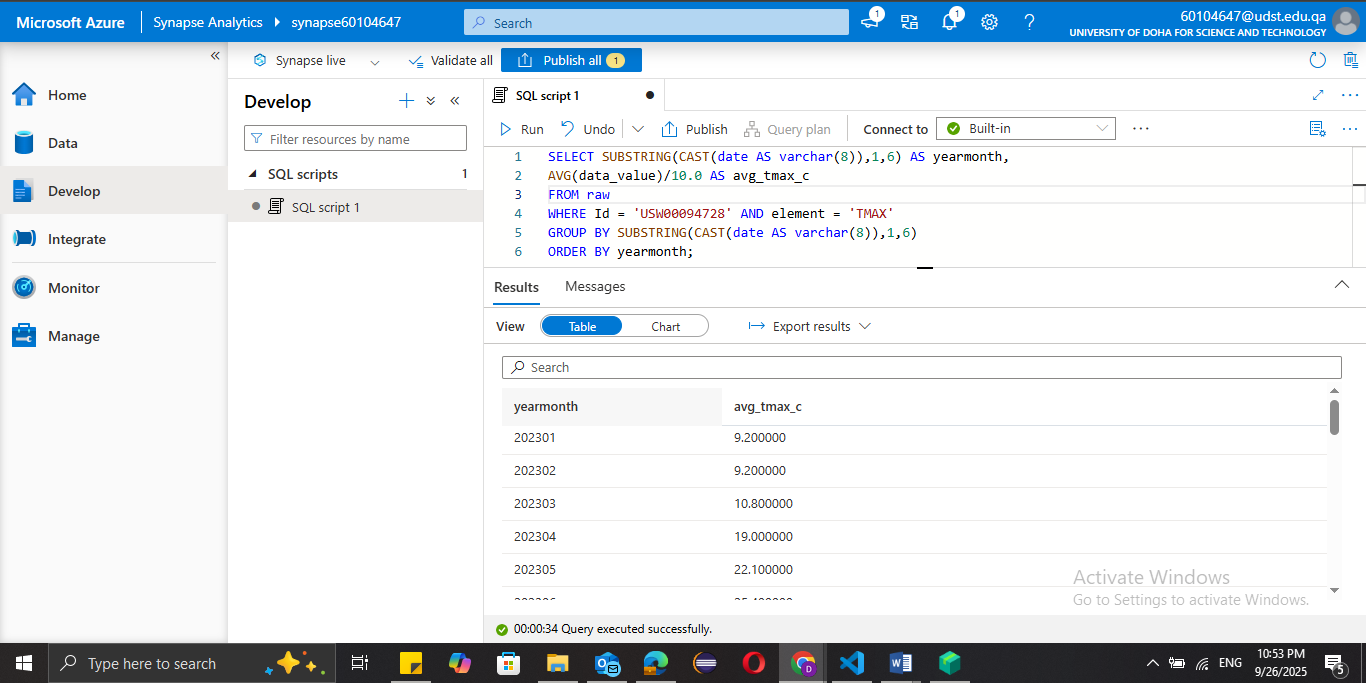 Microsoft Azure
Synapse Analytics
synapse60104647
Search
1
1
60104647@udst.edu.qa
UNIVERSITY OF DOHA FOR SCIENCE AND TECHNOLOGY
Home
Data
Develop
Integrate
Monitor
Manage
Synapse live
Validate all
Publish all 1
Develop
Filter resources by name
SQL scripts 1
SQL script 1
SQL script 1
Run
Undo
Publish
Query plan
Connect to
Built-in
1 SELECT SUBSTRING(CAST(date AS varchar(8)),1,6) AS yearmonth,
2 AVG(data_value)/10.0 AS avg_tmax_c
3 FROM raw
4 WHERE Id = 'USW00094728' AND element = 'TMAX'
5 GROUP BY SUBSTRING(CAST(date AS varchar(8)),1,6)
6 ORDER BY yearmonth;
Results Messages
View Table Chart Export results
Search
yearmonth avg_tmax_c
202301 9.200000
202302 9.200000
202303 10.800000
202304 19.000000
202305 22.100000
Activate Windows
Go to Settings to activate Windows.
00:00:34 Query executed successfully.
Type here to search
ENG
10:53 PM
9/26/2025
5